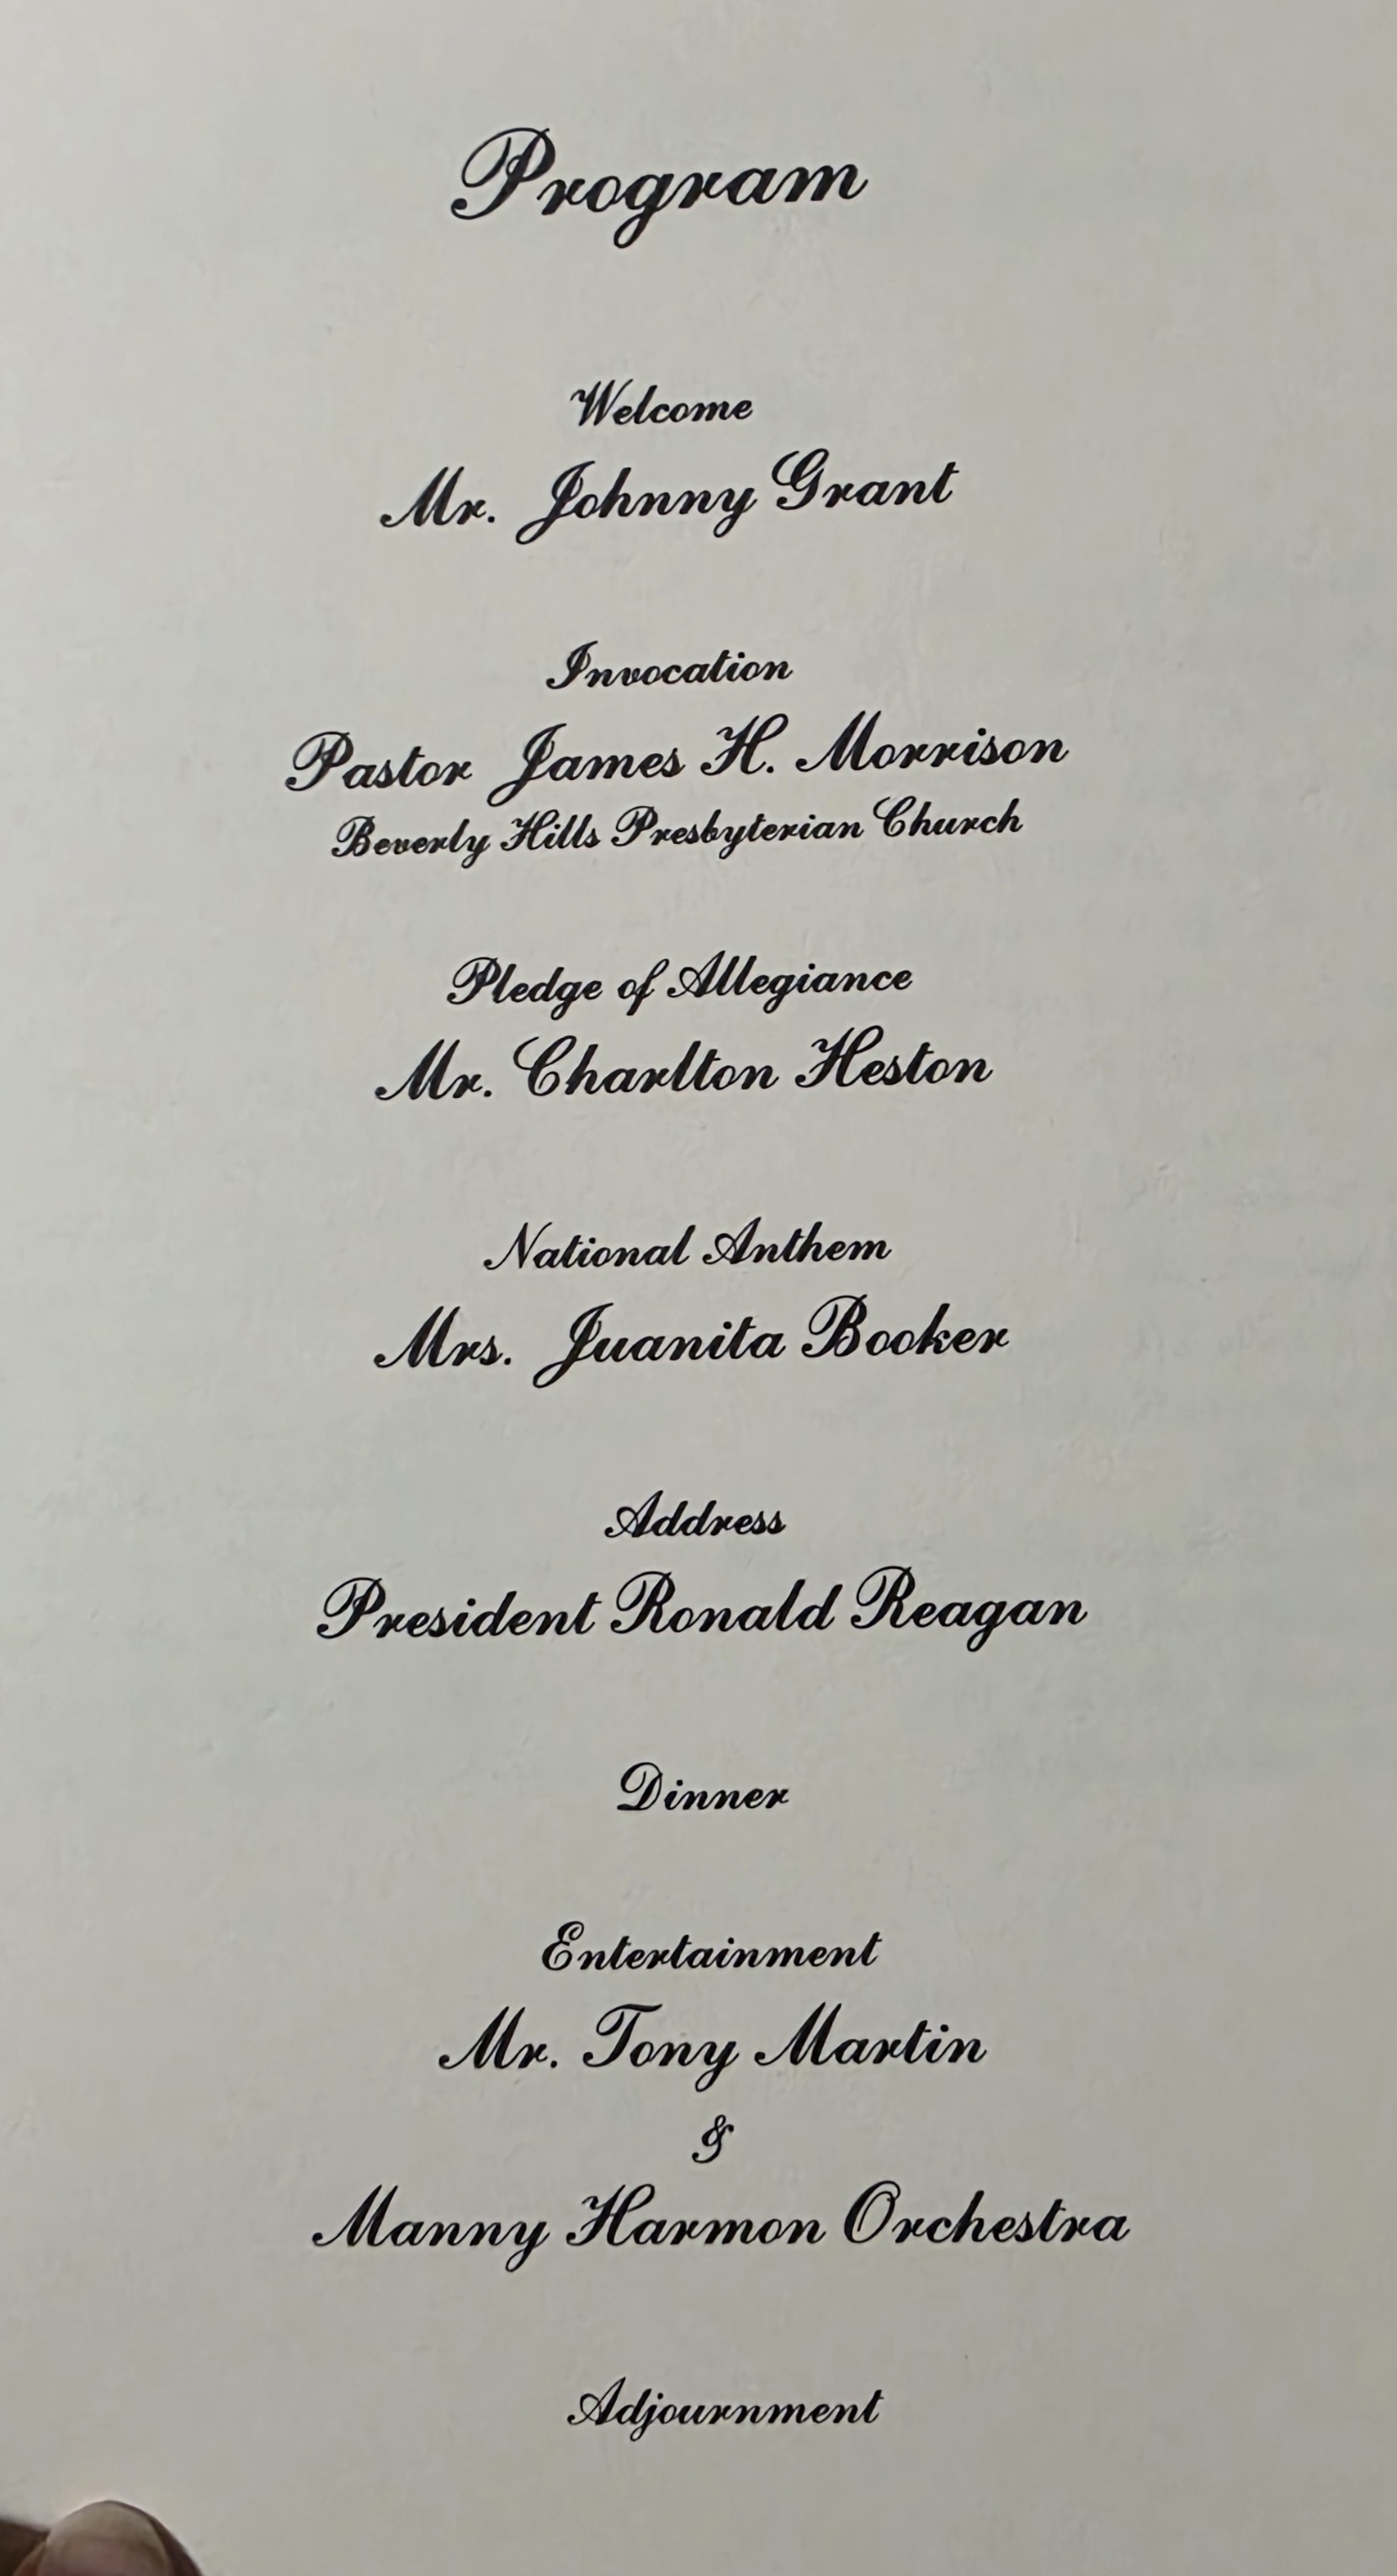 Program
Welcome
Mr. Johnny Grant
Invocation
Pastor James H. Morrison
Beverly Hills Presbyterian Church
Pledge of Allegiance
Mr. Charlton Heston
National Anthem
Mrs. Juanita Booker
Address
President Ronald Reagan
Dinner
Entertainment
Mr. Tony Martin
&
Manny Harmon Orchestra
Adjournment